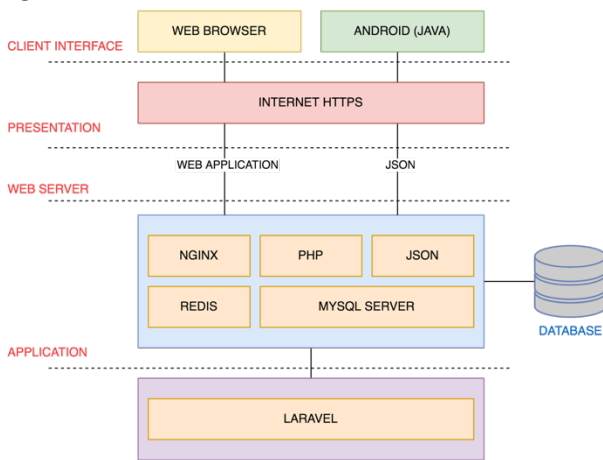 WEB BROWSER
ANDROID (JAVA)
CLIENT INTERFACE
INTERNET HTTPS
PRESENTATION
WEB APPLICATION
JSON
WEB SERVER
NGINX
PHP
JSON
REDIS
MYSQL SERVER
DATABASE
APPLICATION
LARAVEL